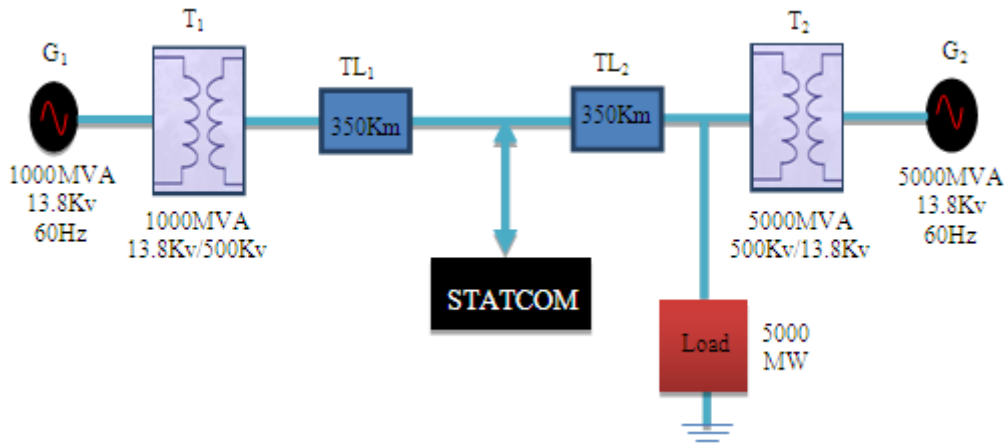 G1
1000MVA
13.8Kv
60Hz
T1
1000MVA
13.8Kv/500Kv
TL1
350Km
STATCOM
TL2
350Km
T2
5000MVA
500Kv/13.8Kv
G2
5000MVA
13.8Kv
60Hz
Load
5000
MW